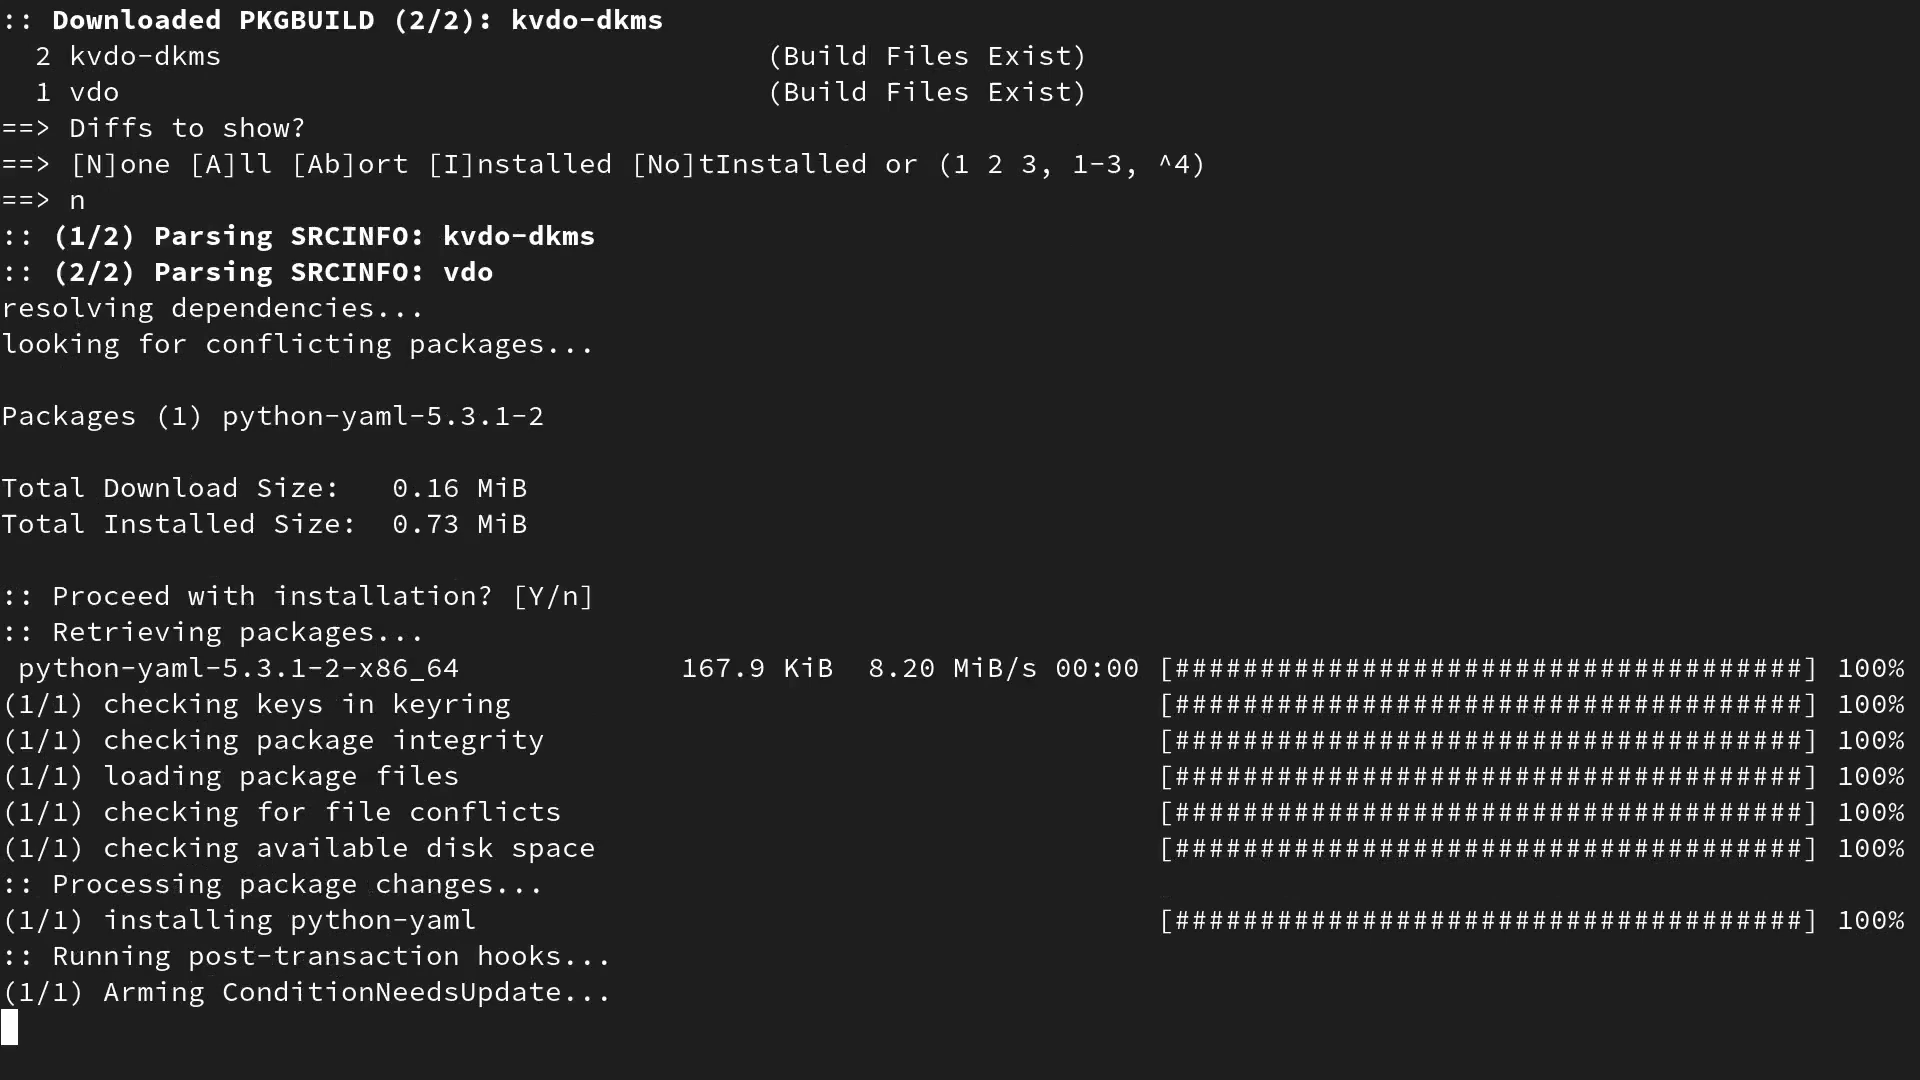 :: Downloaded PKGBUILD (2/2): kvdo-dkms
  2 kvdo-dkms                                (Build Files Exist)
  1 vdo                                      (Build Files Exist)
==> Diffs to show?
==> [N]one [A]ll [Ab]ort [I]nstalled [No]tInstalled or (1 2 3, 1-3, ^4)
==> n
:: (1/2) Parsing SRCINFO: kvdo-dkms
:: (2/2) Parsing SRCINFO: vdo
resolving dependencies...
looking for conflicting packages...

Packages (1) python-yaml-5.3.1-2

Total Download Size:   0.16 MiB
Total Installed Size:  0.73 MiB

:: Proceed with installation? [Y/n]
:: Retrieving packages...
 python-yaml-5.3.1-2-x86_64             167.9 KiB  8.20 MiB/s 00:00 [#####################################] 100%
(1/1) checking keys in keyring                                      [#####################################] 100%
(1/1) checking package integrity                                    [#####################################] 100%
(1/1) loading package files                                         [#####################################] 100%
(1/1) checking for file conflicts                                   [#####################################] 100%
(1/1) checking available disk space                                 [#####################################] 100%
:: Processing package changes...
(1/1) installing python-yaml                                        [#####################################] 100%
:: Running post-transaction hooks...
(1/1) Arming ConditionNeedsUpdate...